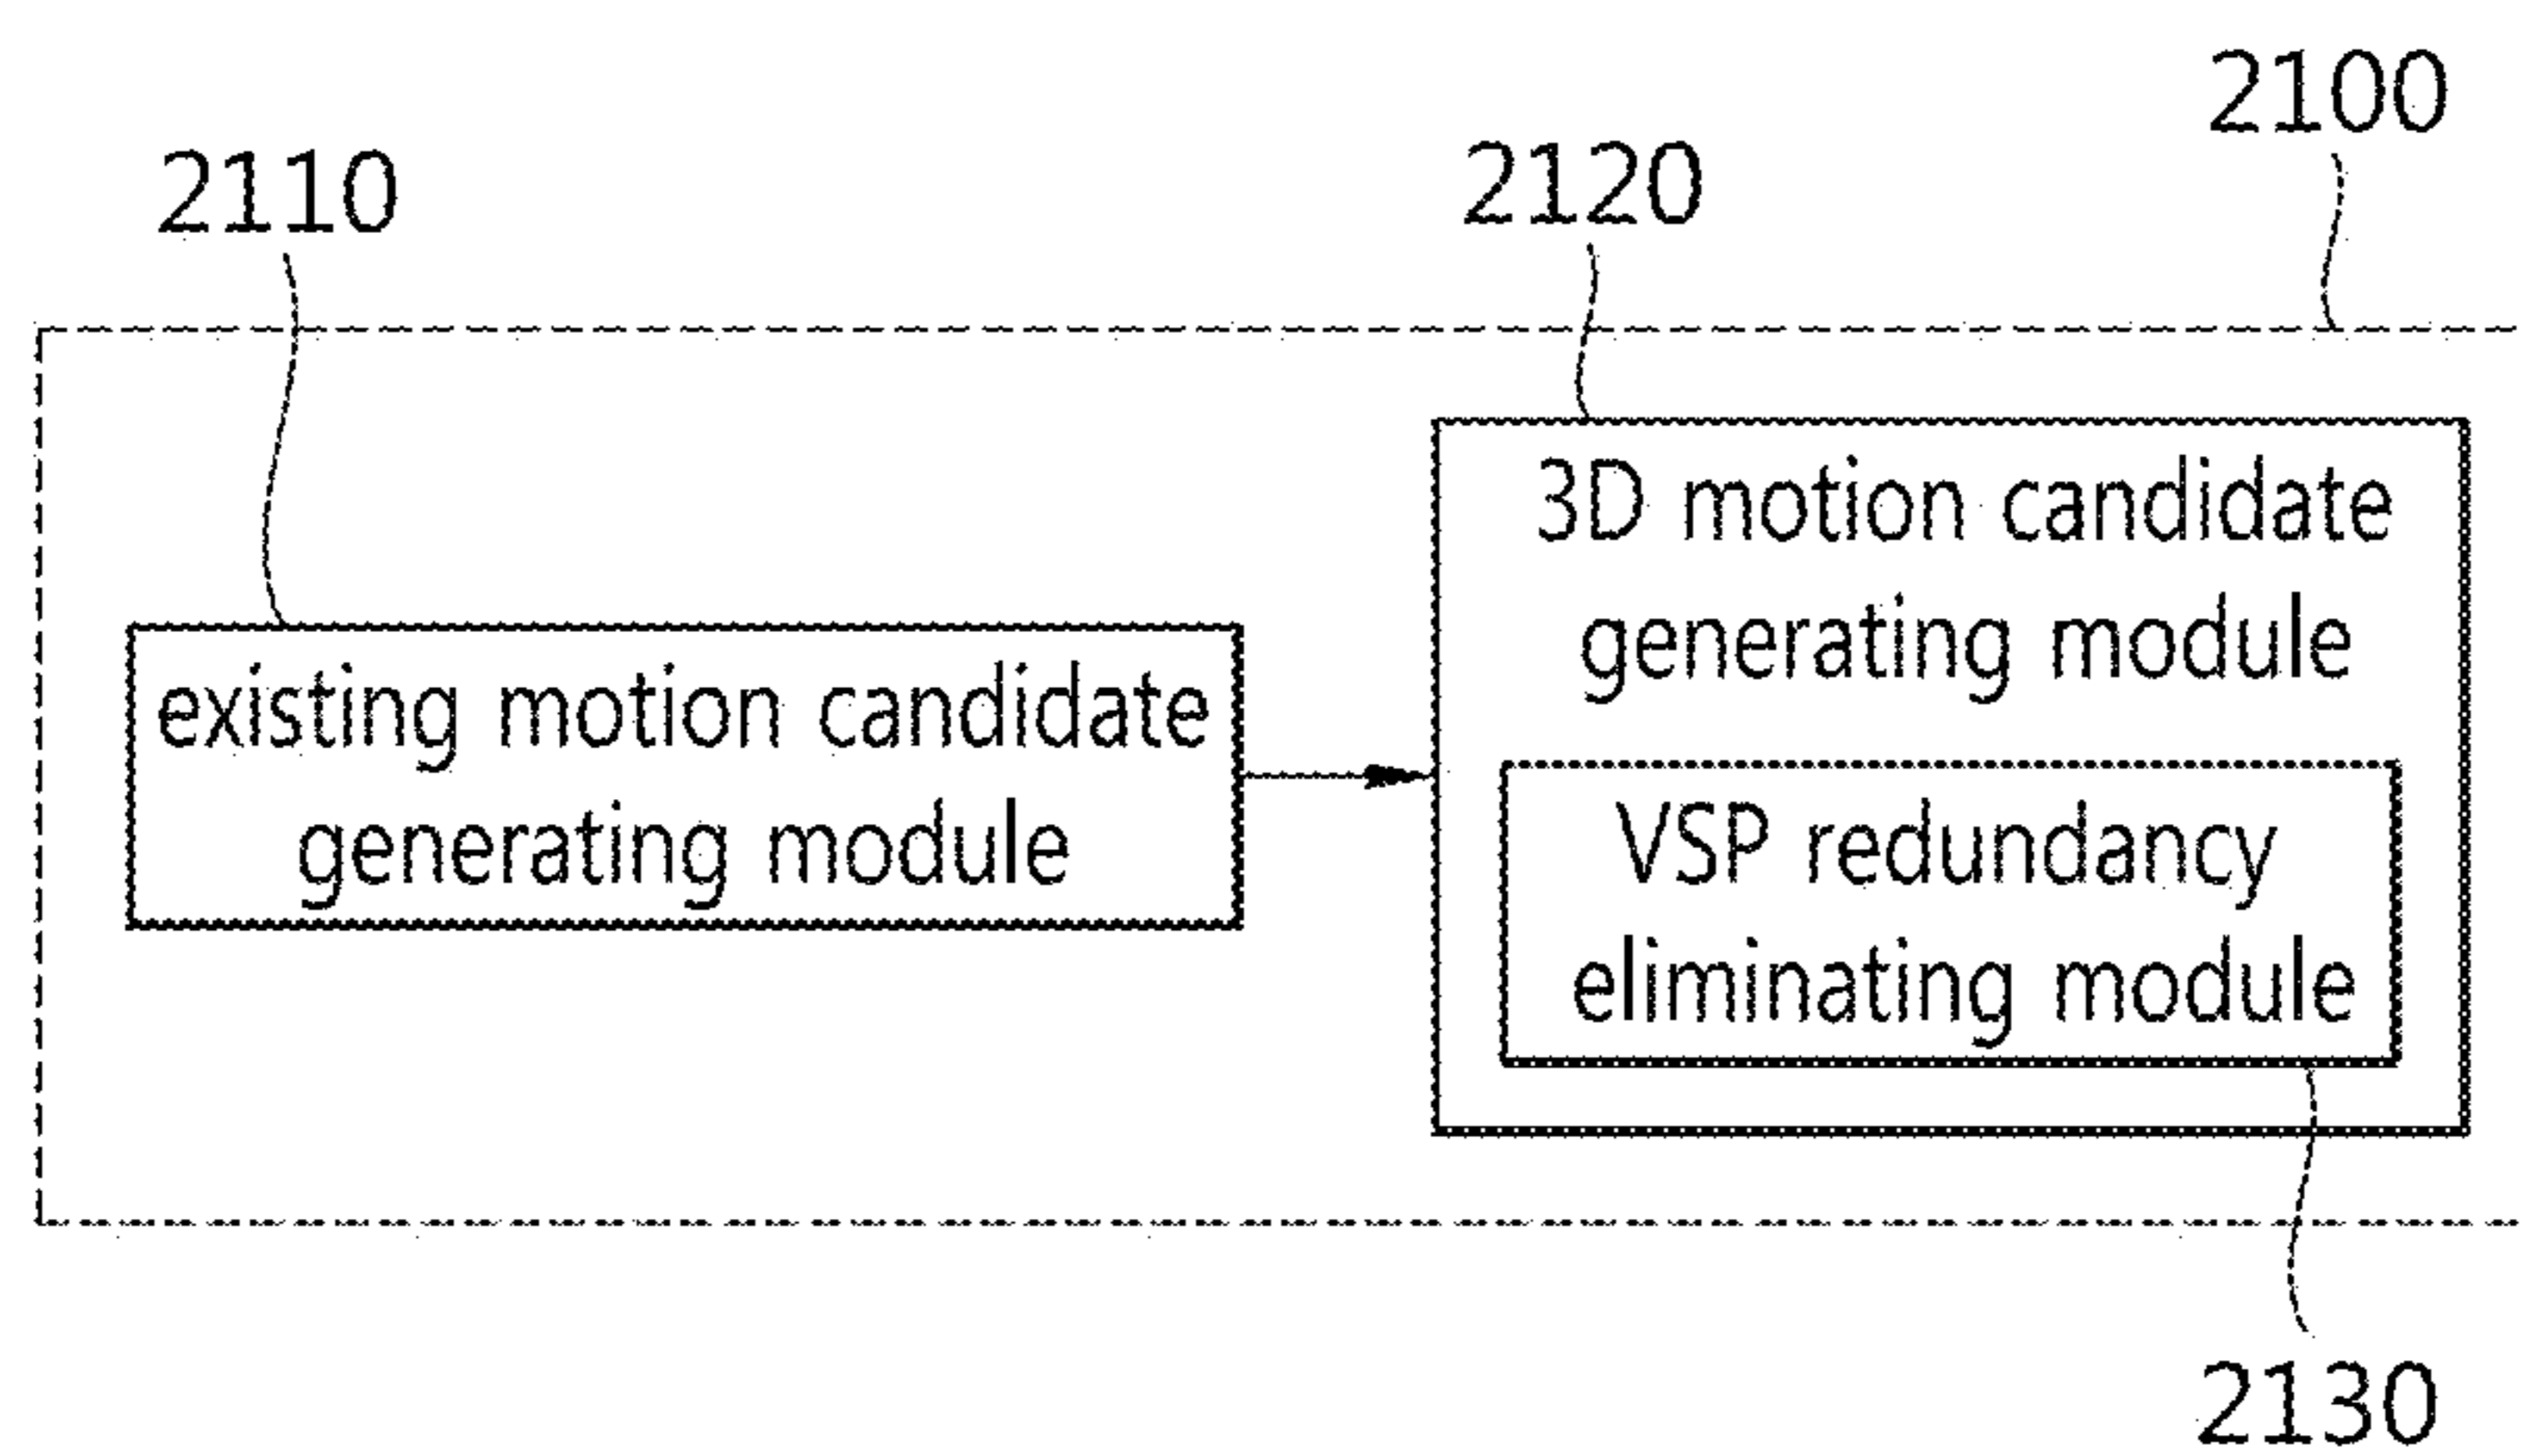 2100
2120
2110
3D motion candidate
generating module
existing motion candidate
generating module
VSP redundancy
eliminating module
2130